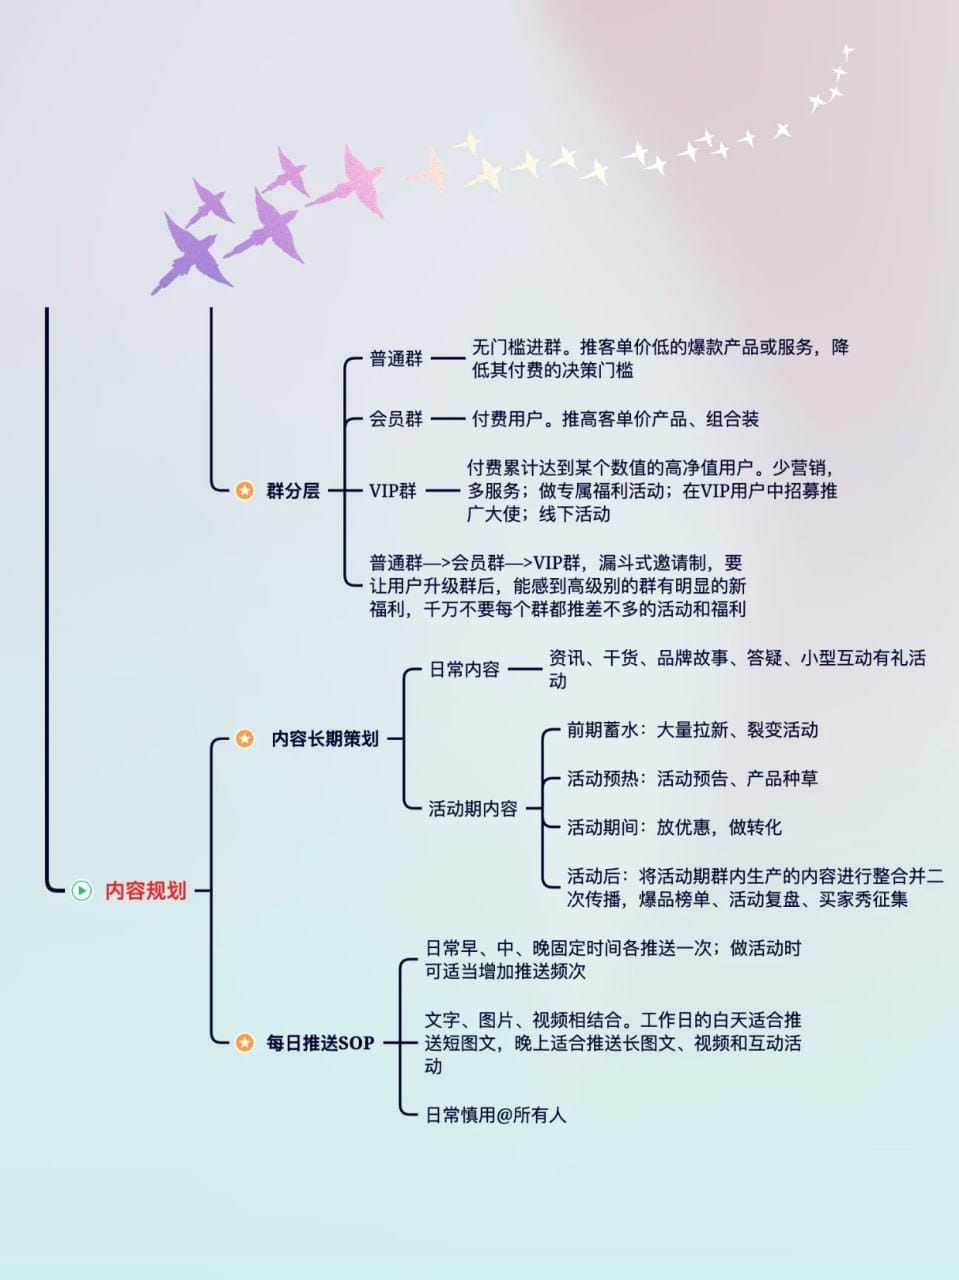 普通群
无门槛进群。推客单价低的爆款产品或服务，降
低其付费的决策门槛
会员群
付费用户。推高客单价产品、组合装
群分层
VIP群
付费累计达到某个数值的高净值用户。少营销，
多服务；做专属福利活动；在VIP用户中招募推
广大使；线下活动
普通群—>会员群—>VIP群，漏斗式邀请制，要
让用户升级群后，能感到高级别的群有明显的新
福利，千万不要每个群都推差不多的活动和福利
内容规划
内容长期策划
日常内容
资讯、干货、品牌故事、答疑、小型互动有礼活
动
活动期内容
前期蓄水：大量拉新、裂变活动
活动预热：活动预告、产品种草
活动期间：放优惠，做转化
活动后：将活动期群内生产的内容进行整合并二
次传播，爆品榜单、活动复盘、买家秀征集
每日推送SOP
日常早、中、晚固定时间各推送一次；做活动时
可适当增加推送频次
文字、图片、视频相结合。工作日的白天适合推
送短图文，晚上适合推送长图文、视频和互动活
动
日常慎用@所有人